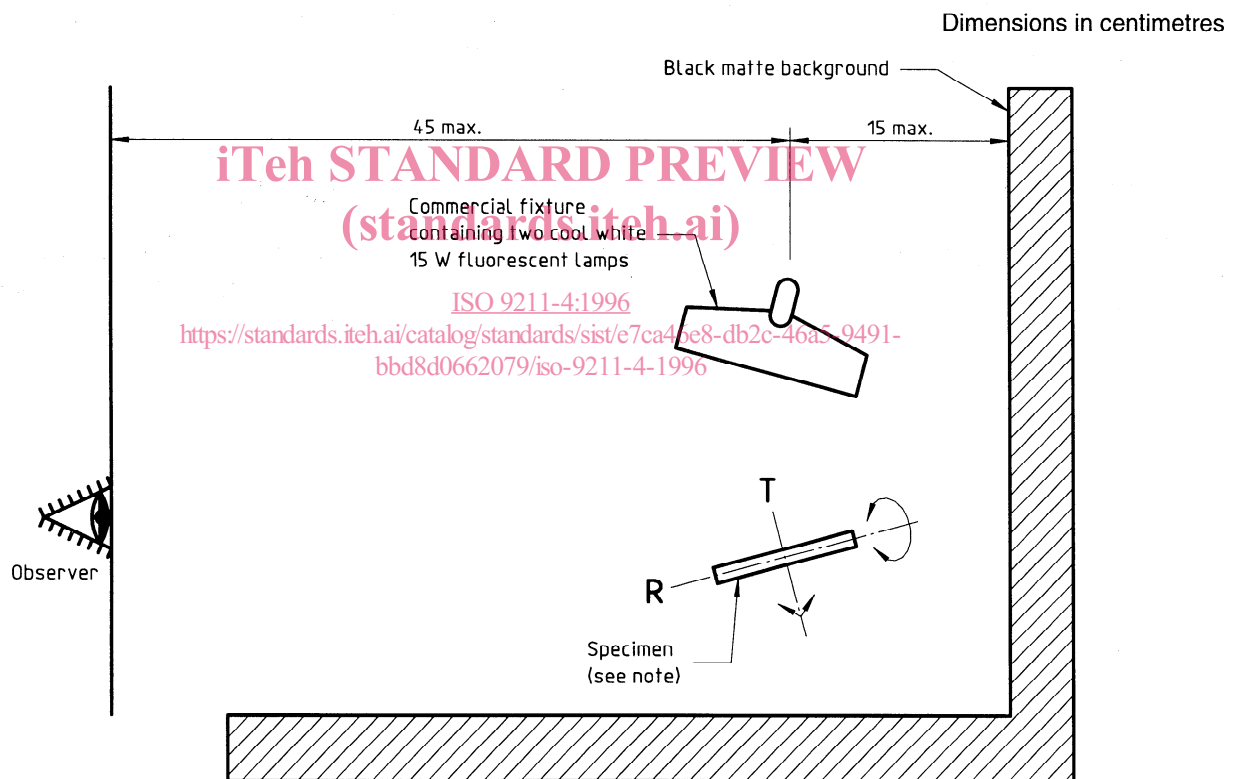 Dimensions in centimetres
Black matte background
45 max.
15 max.
iTeh STANDARD PREVIEW
(standards.iteh.ai)
Commercial fixture
containing two cool white
15 W fluorescent lamps
ISO 9211-4:1996
https://standards.iteh.ai/catalog/standards/sist/e7ca46e8-db2c-46a5-9491-
bbd8d0662079/iso-9211-4-1996
T
Observer
R
Specimen
(see note)